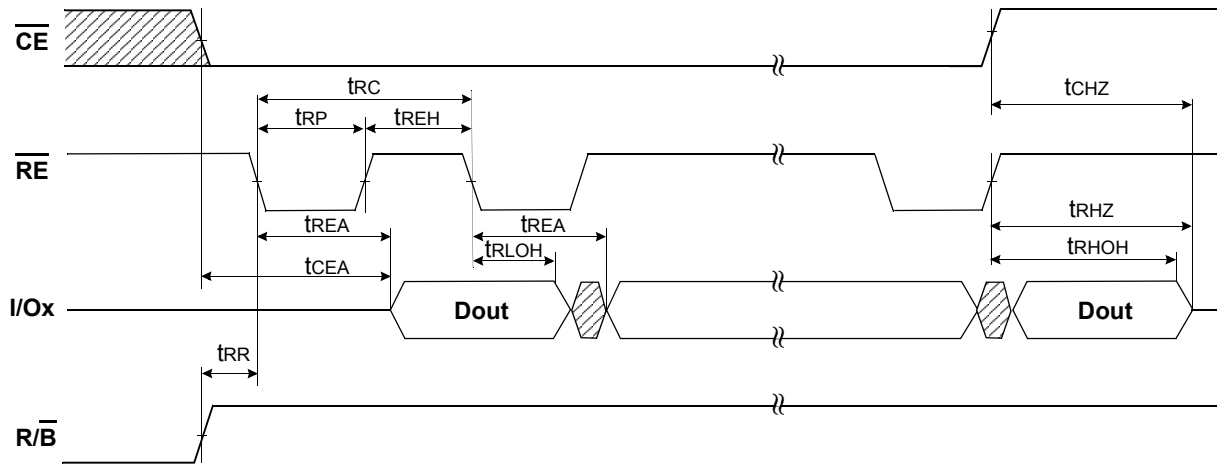 CE
tRC
tCHZ
tRP
tREH
RE
tREA
tREA
tRHZ
tRLOH
tRHOH
tCEA
I/Ox
Dout
Dout
tRR
R/B